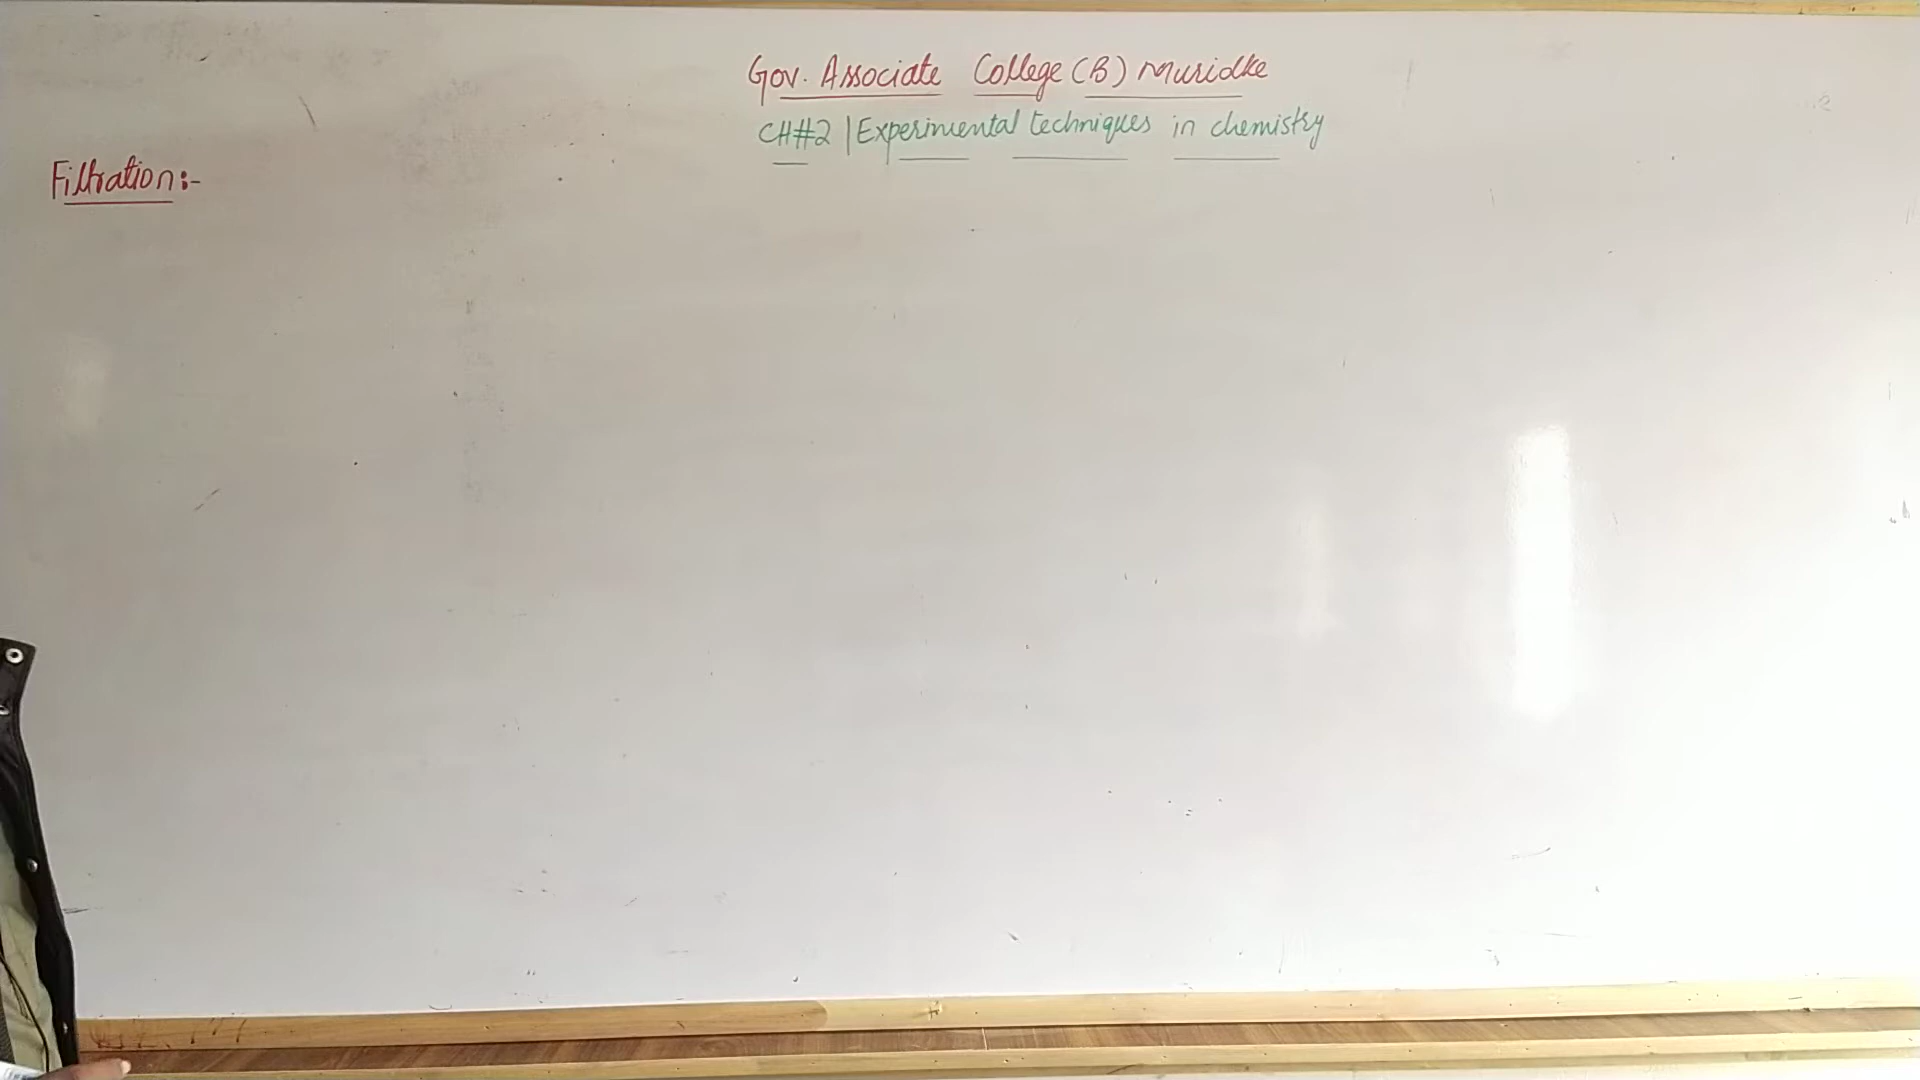 Gov. Associate College (B) Muridke
CH#2 | Experimental techniques in chemistry
Filtration:-